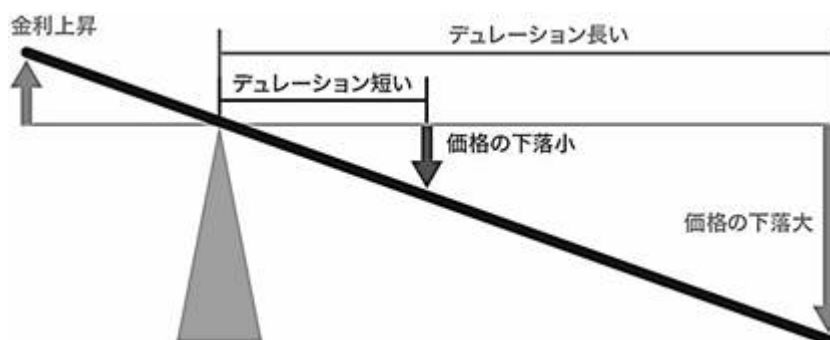 金利上昇
デュレーション長い
デュレーション短い
価格の下落小
価格の下落大